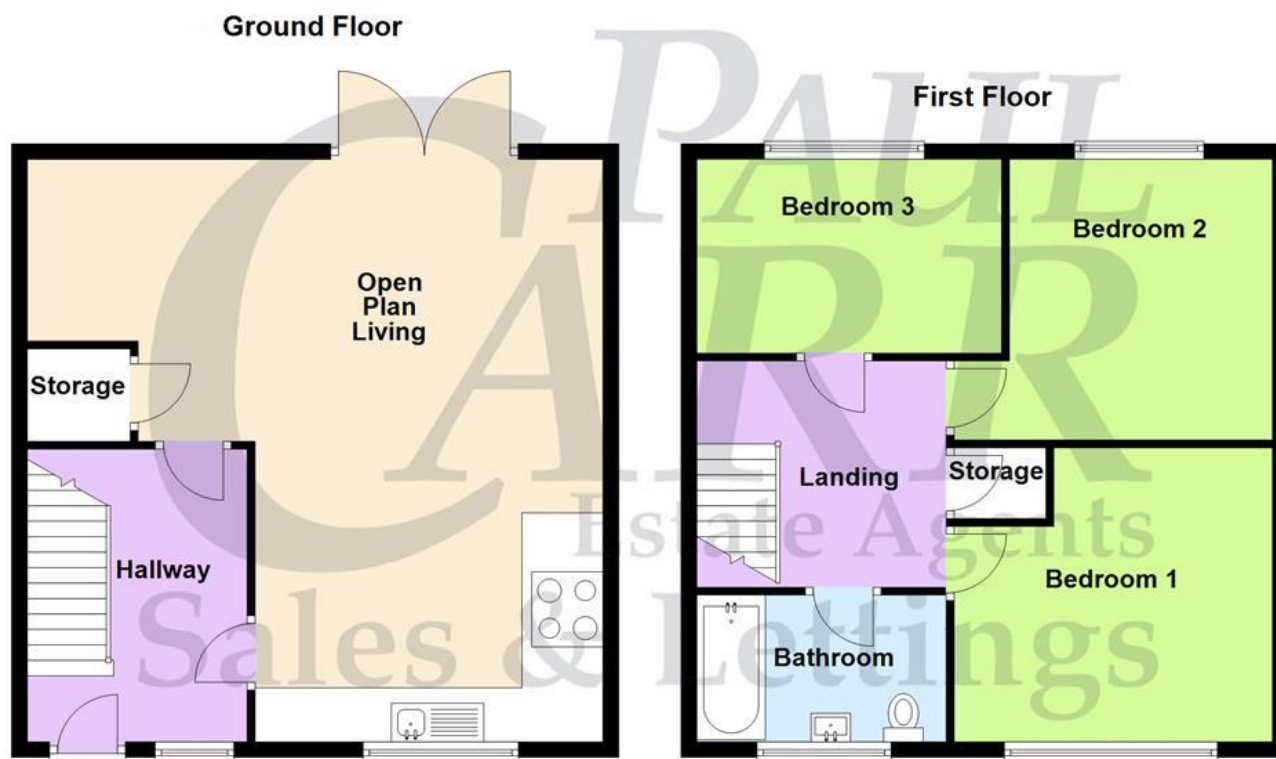 Ground Floor
Open
Plan
Living
Storage
Hallway
First Floor
Bedroom 3
Bedroom 2
Landing
Storage
Bedroom 1
Bathroom
PAUL
CARR
Estate Agents
Sales & Lettings